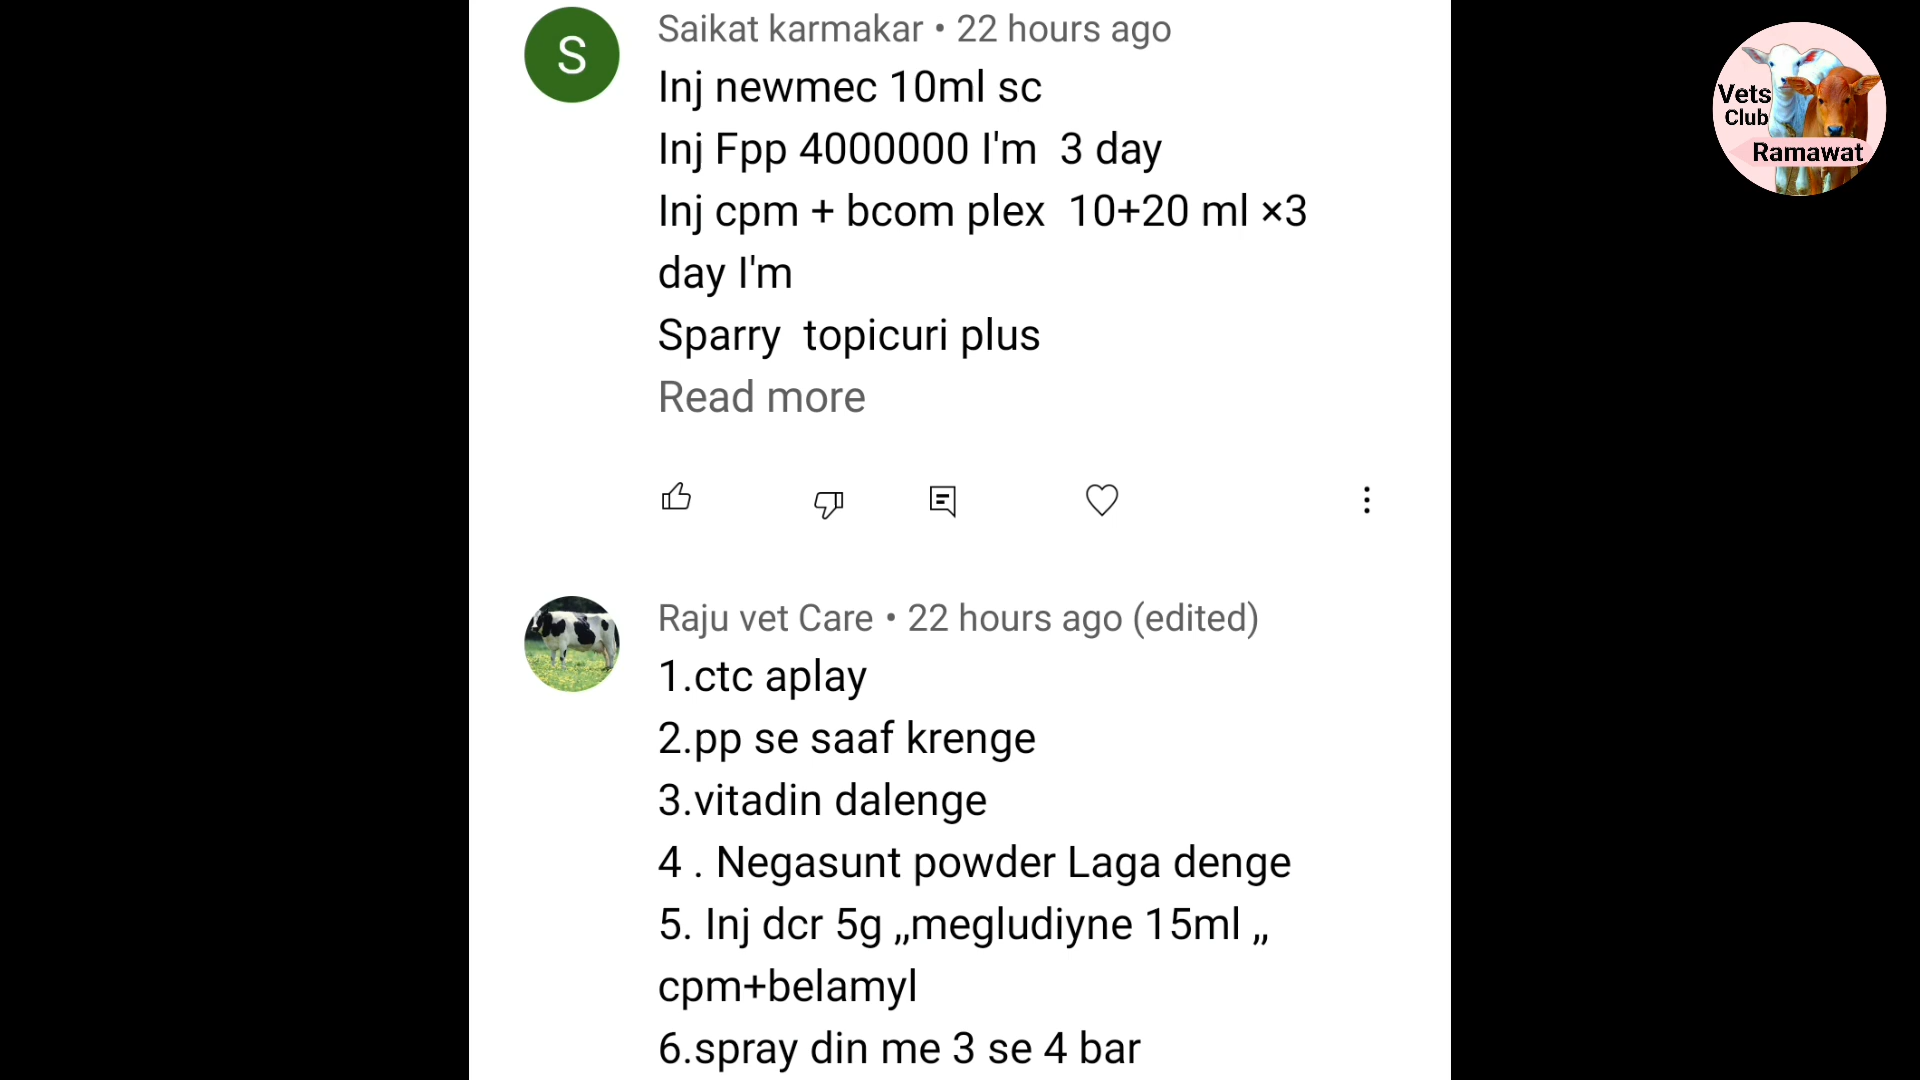 Saikat karmakar • 22 hours ago
S
Inj newmec 10ml sc
Inj Fpp 4000000 I'm  3 day
Inj cpm + bcom plex  10+20 ml ×3
day I'm
Sparry  topicuri plus
Read more
Vets
Club
Ramawat
Raju vet Care • 22 hours ago (edited)
1.ctc aplay
2.pp se saaf krenge
3.vitadin dalenge
4 . Negasunt powder Laga denge
5. Inj dcr 5g ,,megludiyne 15ml ,,
cpm+belamyl
6.spray din me 3 se 4 bar